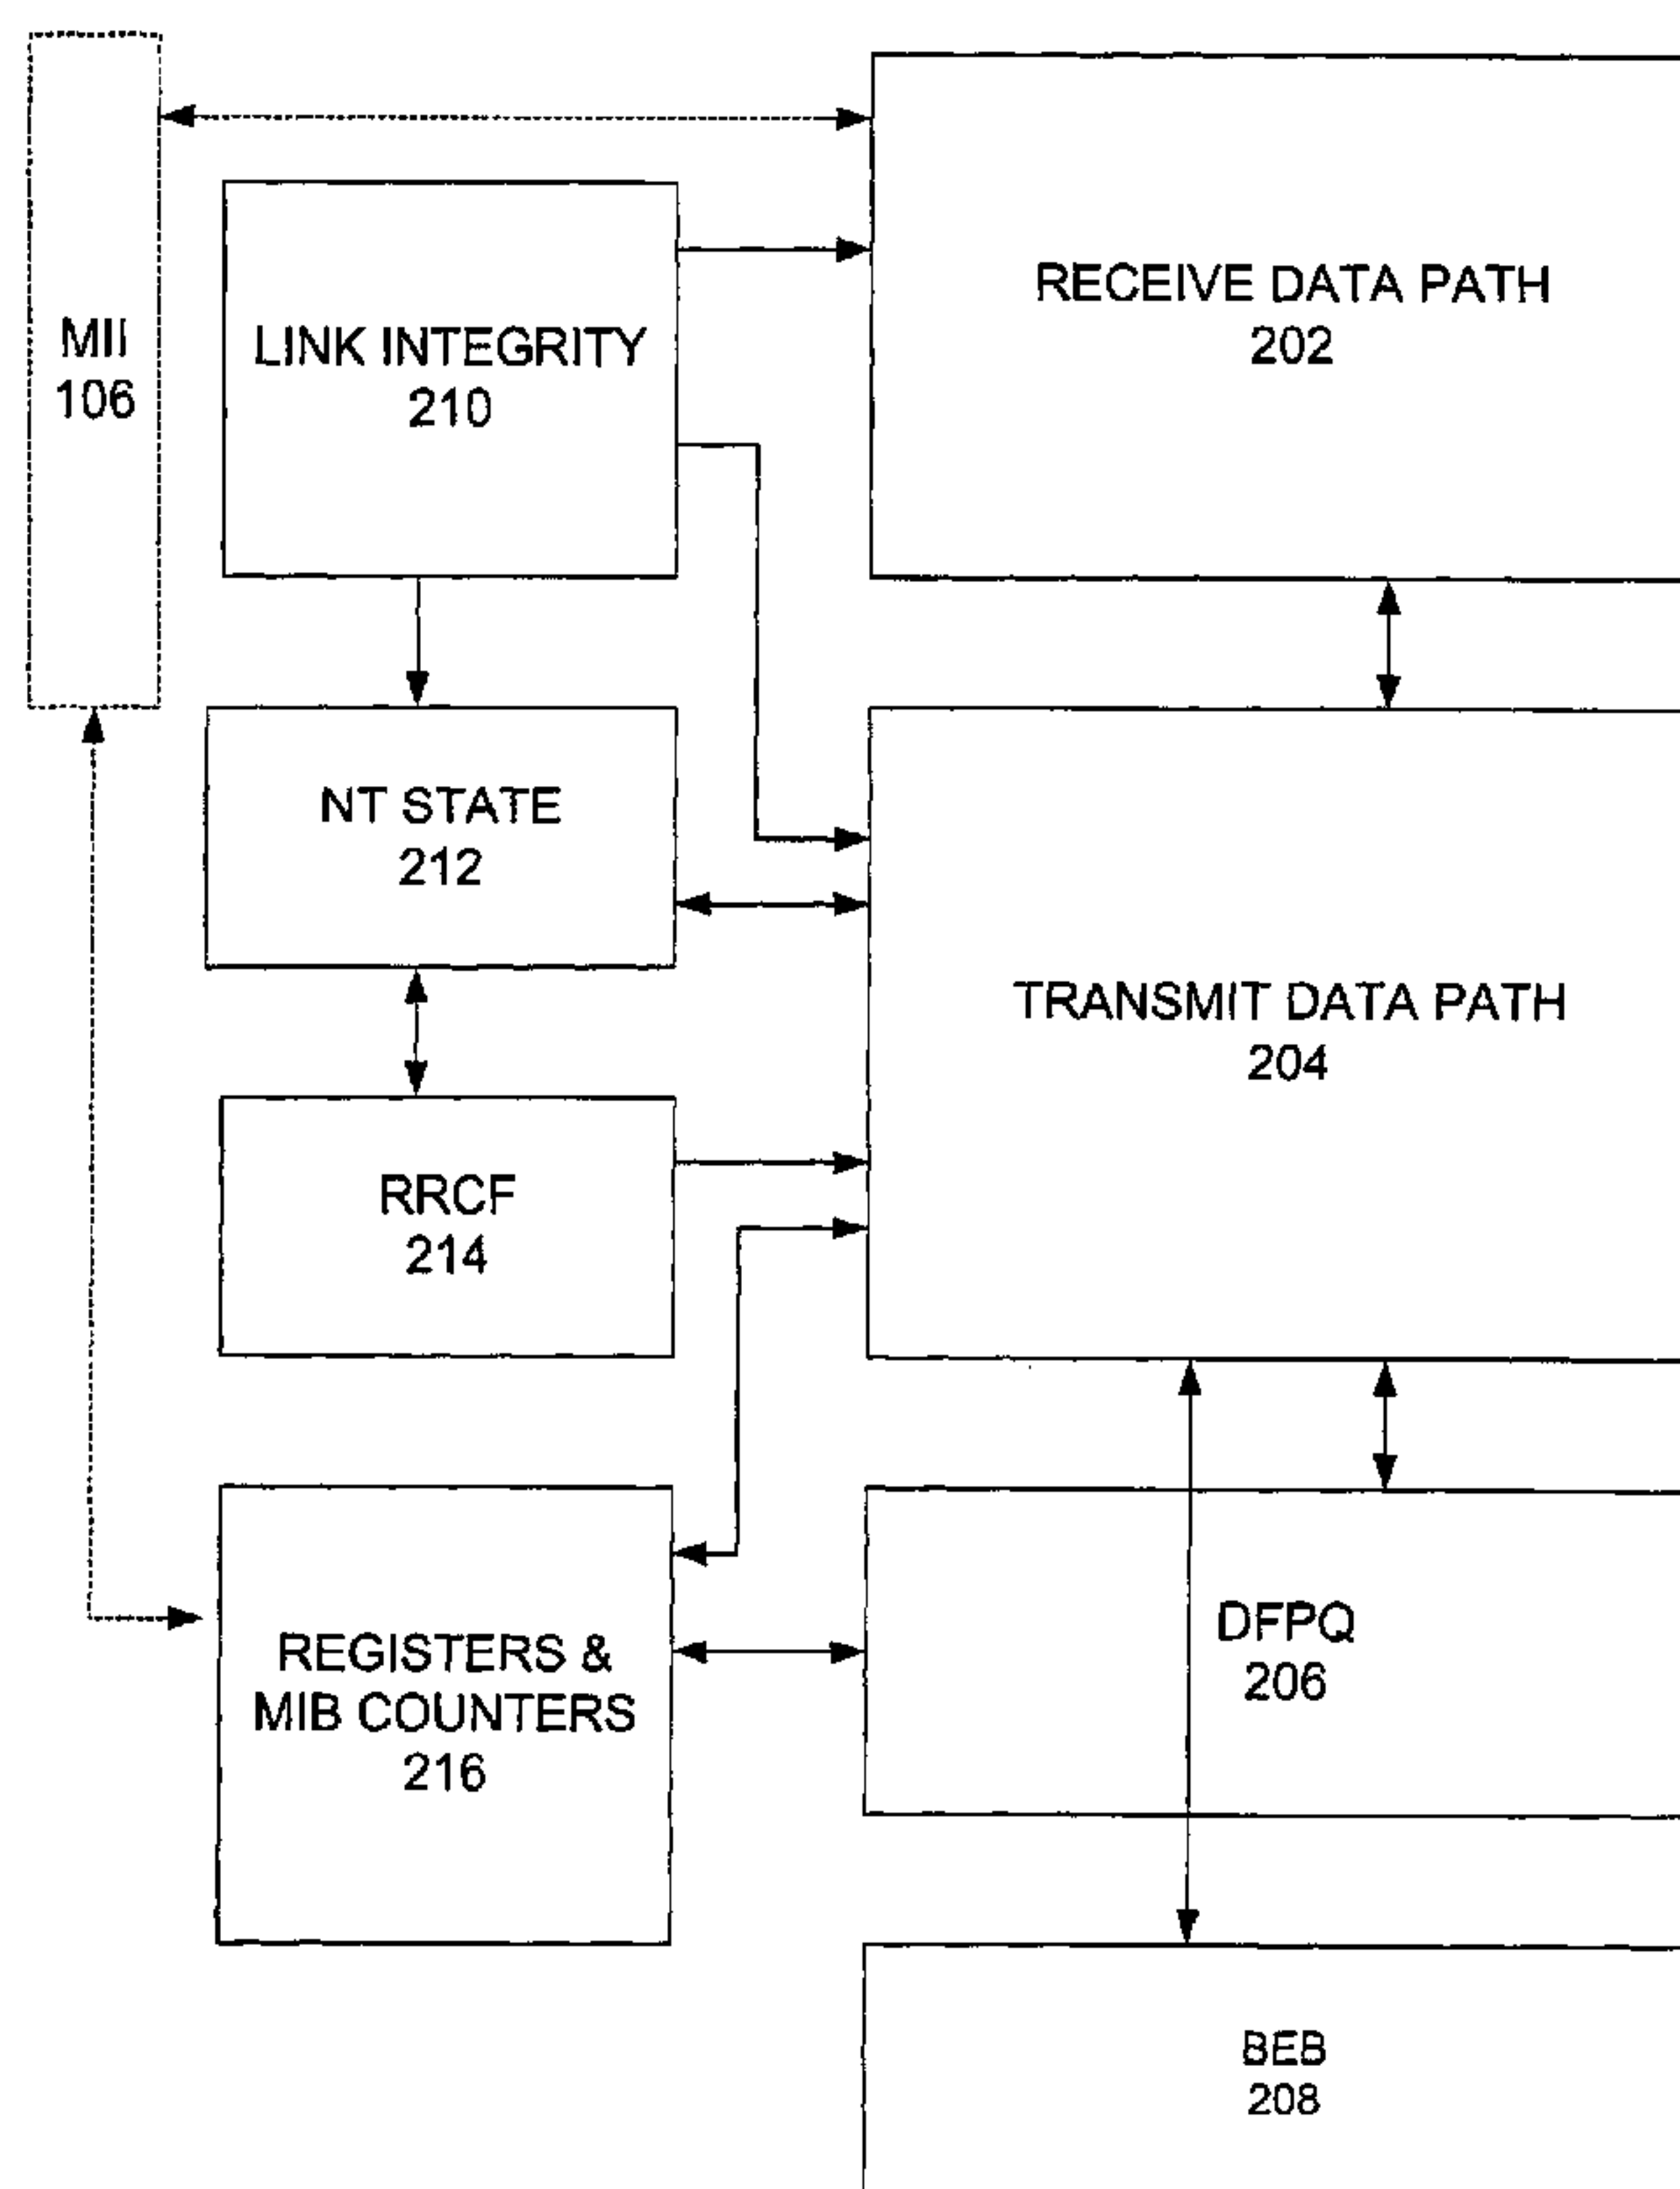 MII
106
LINK INTEGRITY
210
RECEIVE DATA PATH
202
NT STATE
212
TRANSMIT DATA PATH
204
RRCF
214
REGISTERS &
MIB COUNTERS
216
DFPQ
206
BEB
208